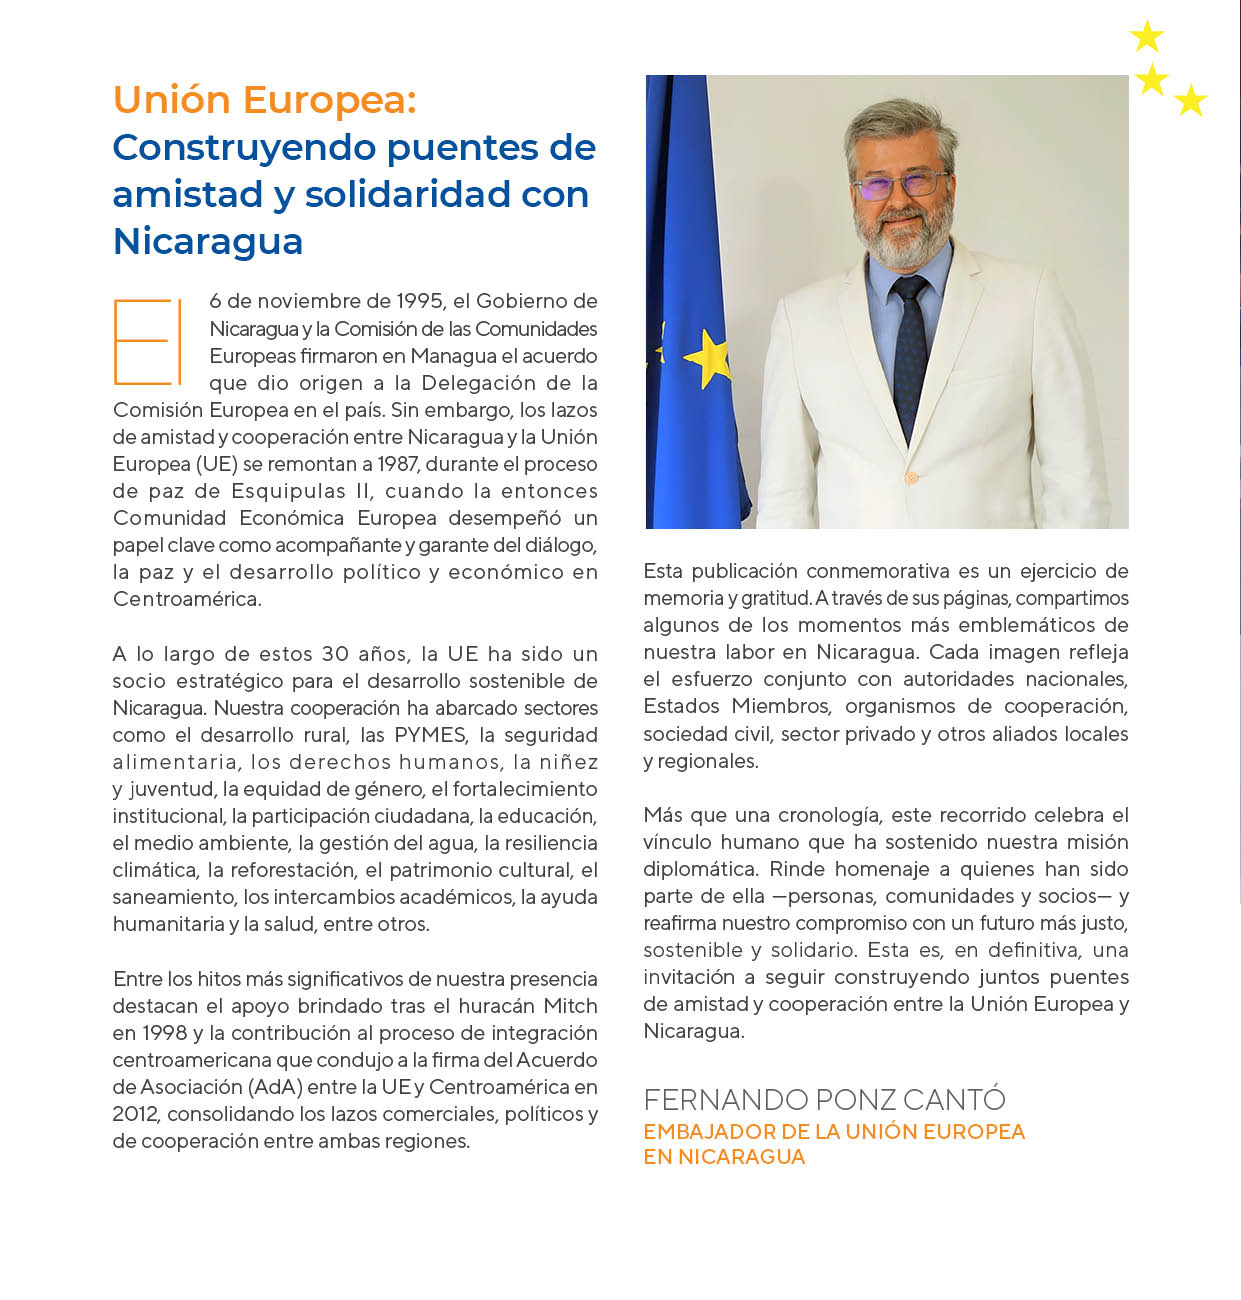 Unión Europea:
Construyendo puentes de
amistad y solidaridad con
Nicaragua
El 6 de noviembre de 1995, el Gobierno de
Nicaragua y la Comisión de las Comunidades
Europeas firmaron en Managua el acuerdo
que dio origen a la Delegación de la
Comisión Europea en el país. Sin embargo, los lazos
de amistad y cooperación entre Nicaragua y la Unión
Europea (UE) se remontan a 1987, durante el proceso
de paz de Esquipulas II, cuando la entonces
Comunidad Económica Europea desempeñó un
papel clave como acompañante y garante del diálogo,
la paz y el desarrollo político y económico en
Centroamérica.
A lo largo de estos 30 años, la UE ha sido un
socio estratégico para el desarrollo sostenible de
Nicaragua. Nuestra cooperación ha abarcado sectores
como el desarrollo rural, las PYMES, la seguridad
alimentaria, los derechos humanos, la niñez
y juventud, la equidad de género, el fortalecimiento
institucional, la participación ciudadana, la educación,
el medio ambiente, la gestión del agua, la resiliencia
climática, la reforestación, el patrimonio cultural, el
saneamiento, los intercambios académicos, la ayuda
humanitaria y la salud, entre otros.
Entre los hitos más significativos de nuestra presencia
destacan el apoyo brindado tras el huracán Mitch
en 1998 y la contribución al proceso de integración
centroamericana que condujo a la firma del Acuerdo
de Asociación (AdA) entre la UE y Centroamérica en
2012, consolidando los lazos comerciales, políticos y
de cooperación entre ambas regiones.
Esta publicación conmemorativa es un ejercicio de
memoria y gratitud. A través de sus páginas, compartimos
algunos de los momentos más emblemáticos de
nuestra labor en Nicaragua. Cada imagen refleja
el esfuerzo conjunto con autoridades nacionales,
Estados Miembros, organismos de cooperación,
sociedad civil, sector privado y otros aliados locales
y regionales.
Más que una cronología, este recorrido celebra el
vínculo humano que ha sostenido nuestra misión
diplomática. Rinde homenaje a quienes han sido
parte de ella —personas, comunidades y socios— y
reafirma nuestro compromiso con un futuro más justo,
sostenible y solidario. Esta es, en definitiva, una
invitación a seguir construyendo juntos puentes
de amistad y cooperación entre la Unión Europea y
Nicaragua.
FERNANDO PONZ CANTÓ
EMBAJADOR DE LA UNIÓN EUROPEA
EN NICARAGUA